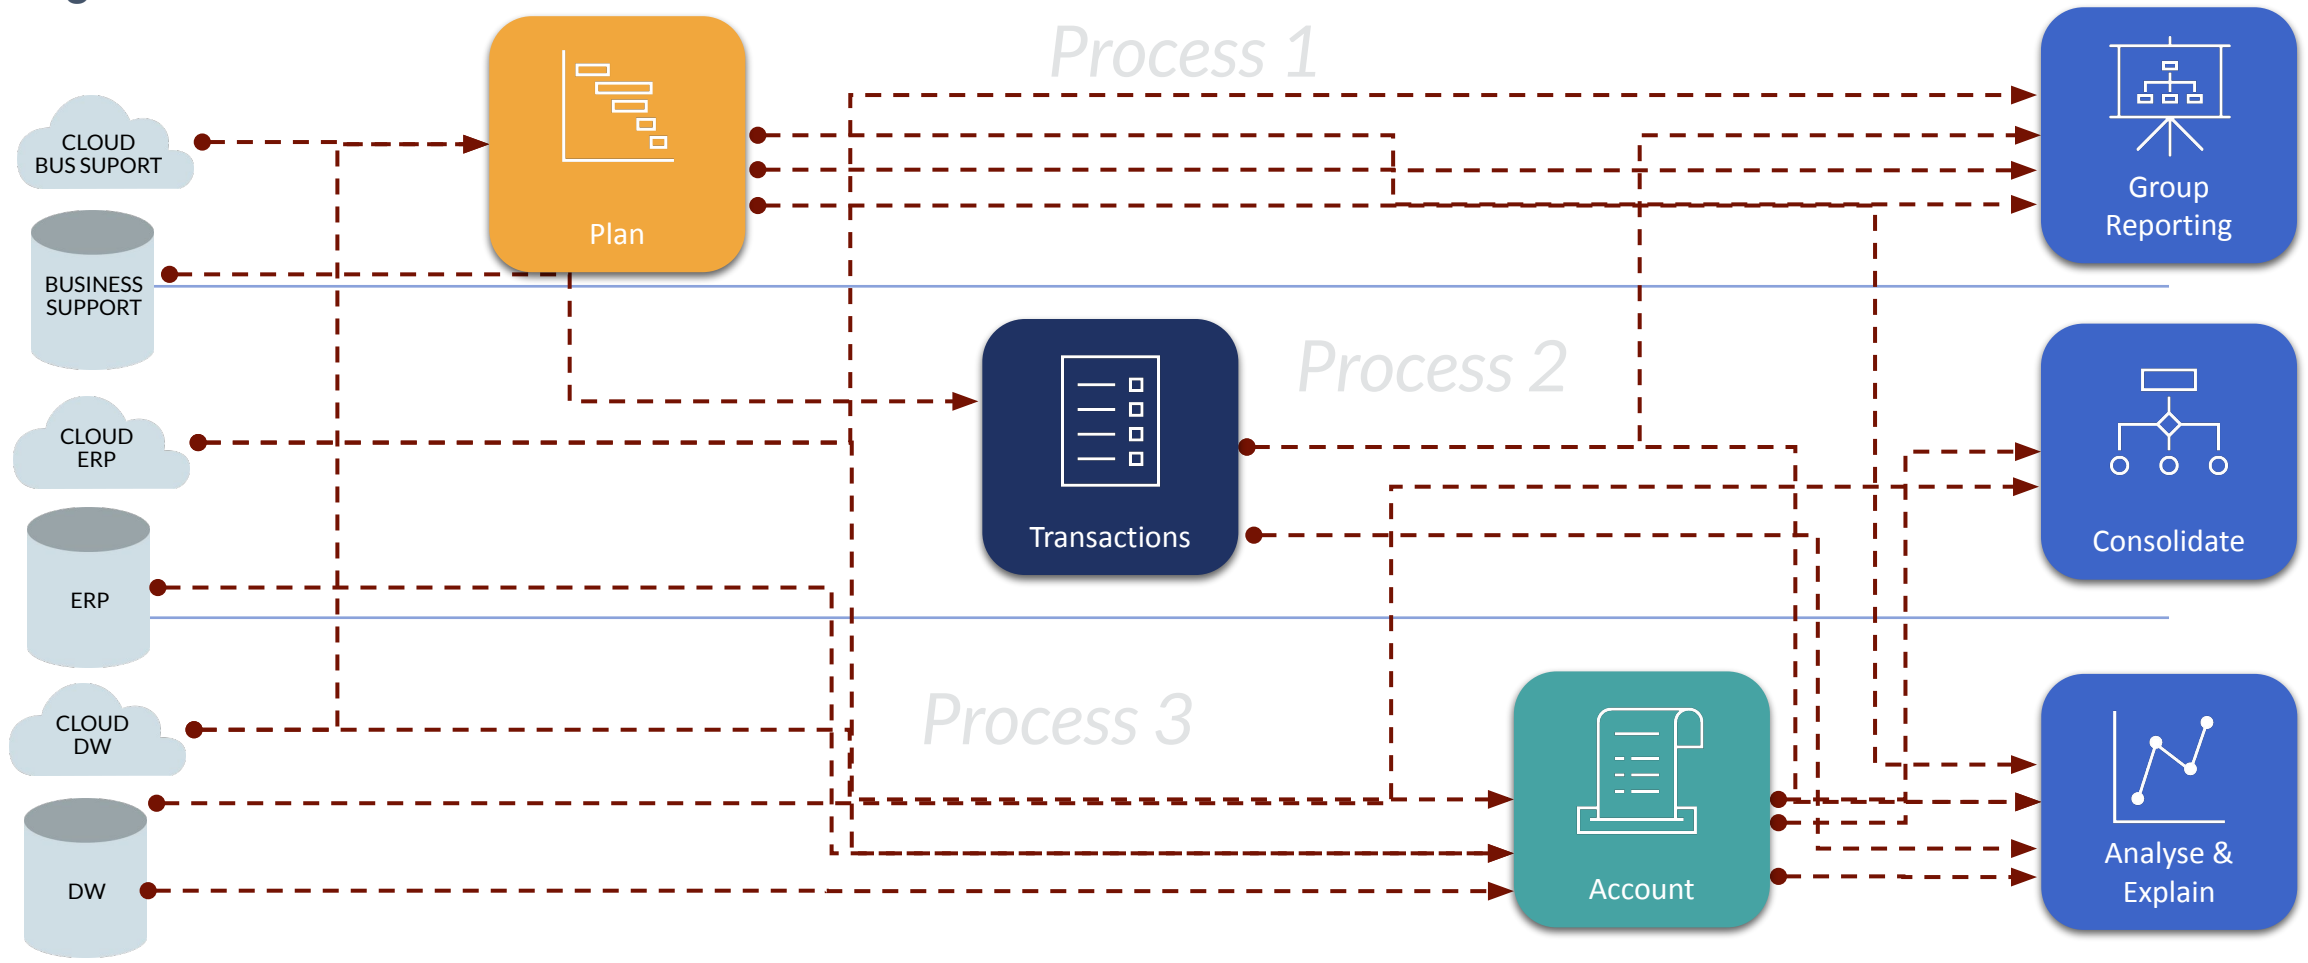 Process 1
CLOUD
BUS SUPORT
Plan
Group
Reporting
BUSINESS
SUPPORT
Process 2
CLOUD
ERP
Transactions
Consolidate
ERP
Process 3
CLOUD
DW
DW
Account
Analyse &
Explain